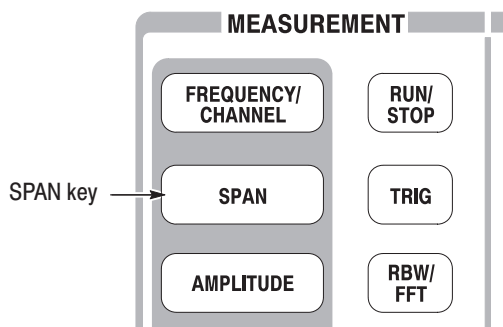 MEASUREMENT
FREQUENCY/
CHANNEL
RUN/
STOP
SPAN key
SPAN
TRIG
AMPLITUDE
RBW/
FFT